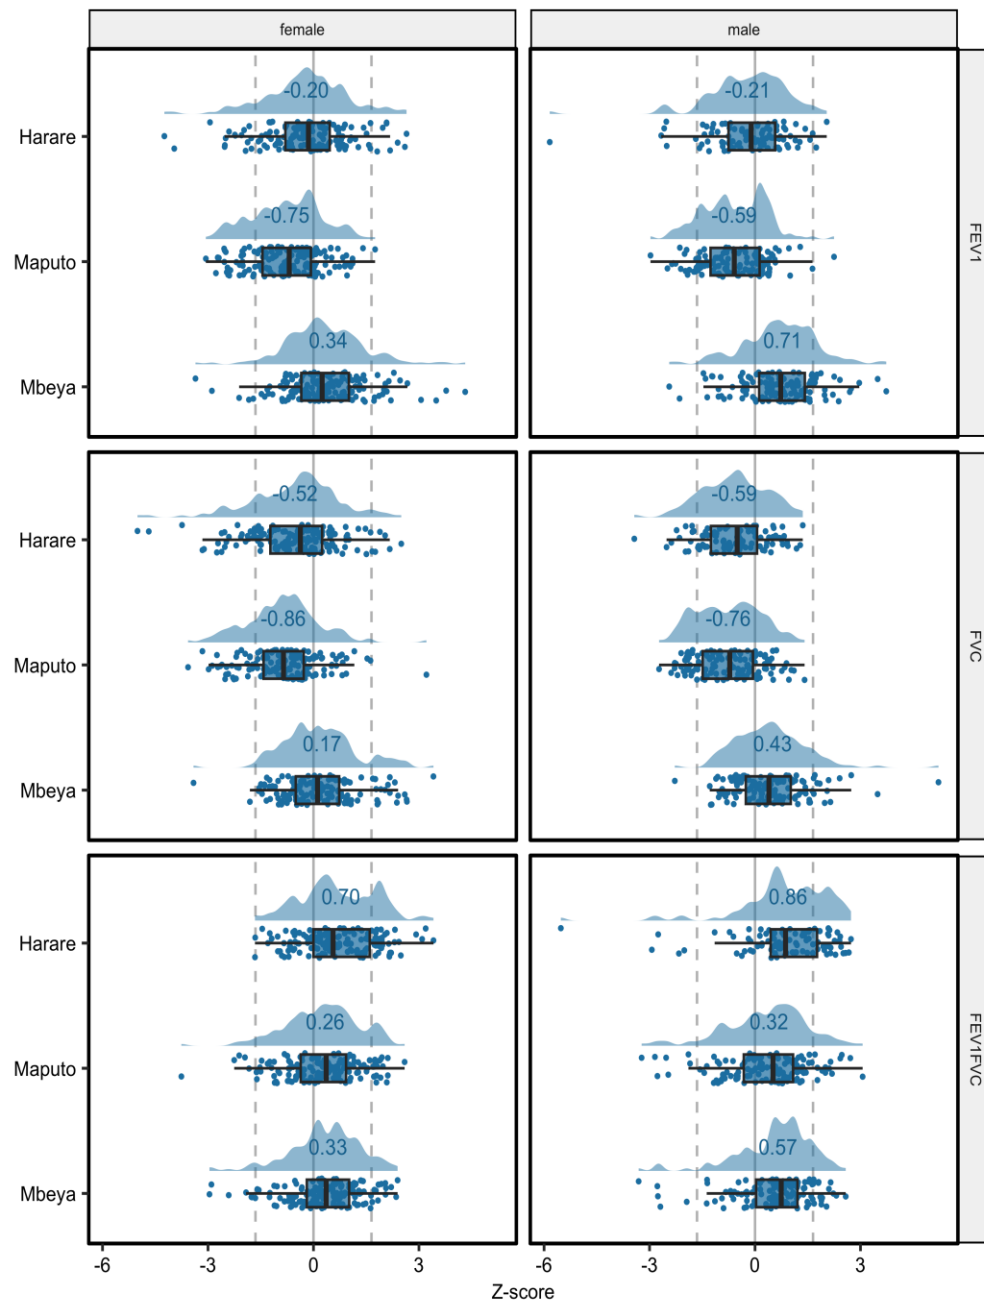 female male
-0.20 -0.21
Harare
-0.75 -0.59
Maputo
FEV1
0.34 0.71
Mbeya
-0.52 -0.59
Harare
-0.86 -0.76
Maputo
FVC
0.17 0.43
Mbeya
0.70 0.86
Harare
0.26 0.32
Maputo
FEV1FVC
0.33 0.57
Mbeya
-6 -3 0 3 -6 -3 0 3
Z-score